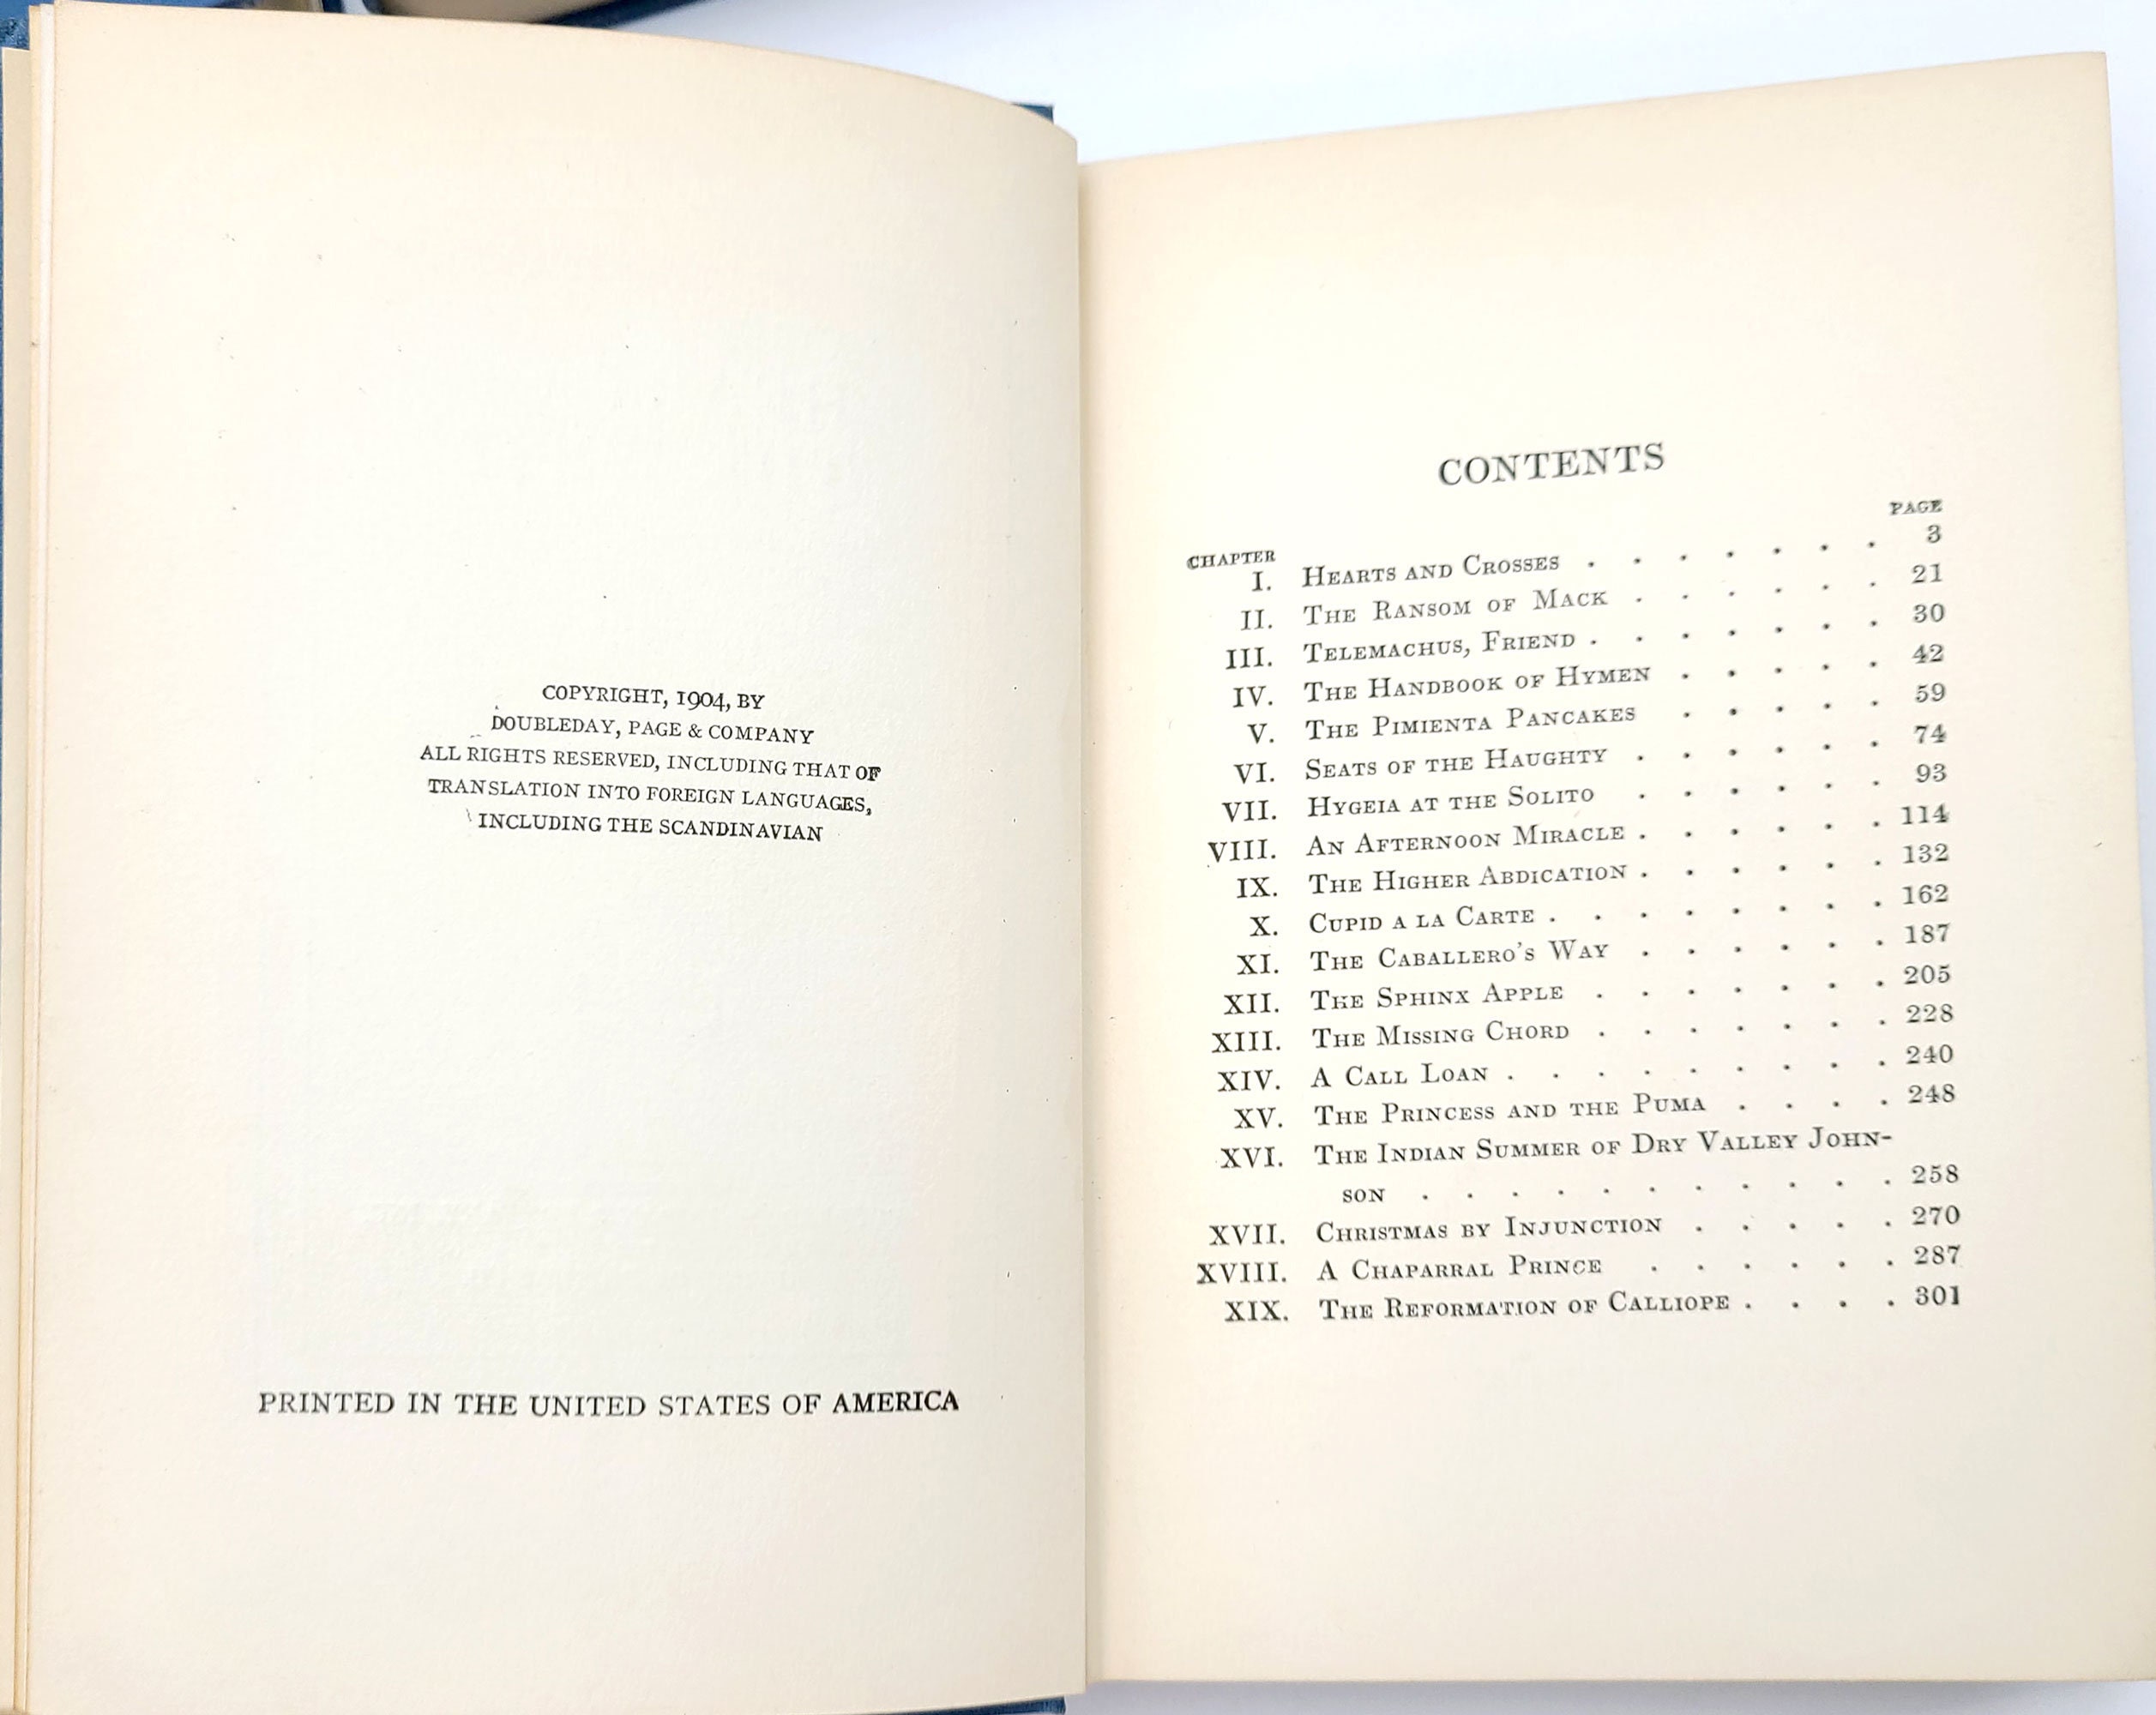 COPYRIGHT, 1904, BY
DOUBLEDAY, PAGE & COMPANY
ALL RIGHTS RESERVED, INCLUDING THAT OF
TRANSLATION INTO FOREIGN LANGUAGES,
INCLUDING THE SCANDINAVIAN
PRINTED IN THE UNITED STATES OF AMERICA
CONTENTS
CHAPTER PAGE
I. HEARTS AND CROSSES . . . . . . . 3
II. THE RANSOM OF MACK . . . . . . 21
III. TELEMACHUS, FRIEND . . . . . . . 30
IV. THE HANDBOOK OF HYMEN . . . . . 42
V. THE PIMIENTA PANCAKES . . . . . 59
VI. SEATS OF THE HAUGHTY . . . . . . 74
VII. HYGEIA AT THE SOLITO . . . . . . 93
VIII. AN AFTERNOON MIRACLE . . . . . . 114
IX. THE HIGHER ABDICATION . . . . . . 132
X. CUPID A LA CARTE . . . . . . . . 162
XI. THE CABALLERO'S WAY . . . . . . 187
XII. THE SPHINX APPLE . . . . . . . 205
XIII. THE MISSING CHORD . . . . . . . 228
XIV. A CALL LOAN . . . . . . . . . 240
XV. THE PRINCESS AND THE PUMA . . . . 248
XVI. THE INDIAN SUMMER OF DRY VALLEY JOHN-
SON . . . . . . . . . . . 258
XVII. CHRISTMAS BY INJUNCTION . . . . . 270
XVIII. A CHAPARRAL PRINCE . . . . . . 287
XIX. THE REFORMATION OF CALLIOPE . . . . 301